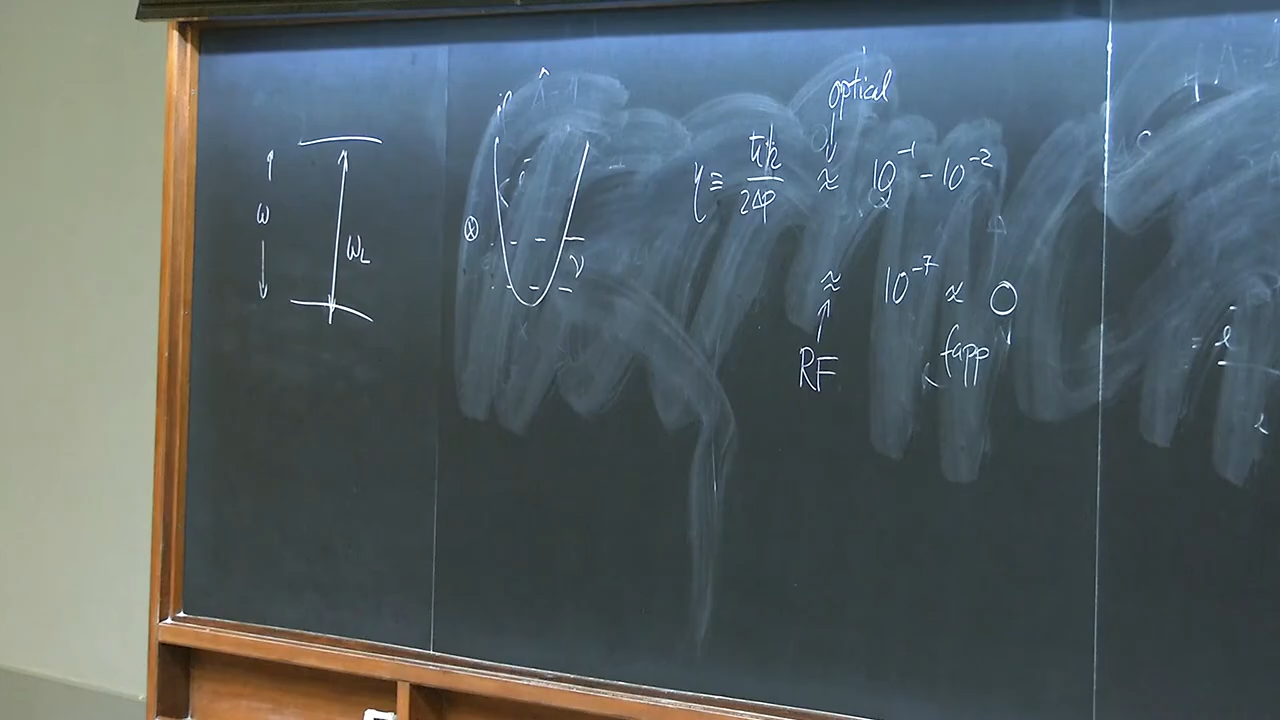 ω
ω_L
⊗
ν
optical
↓
η ≡ ħk / 2Δp ≈ 10^{-1} - 10^{-2}
≈ 10^{-7} ∝ 0
↑
RF
fapp